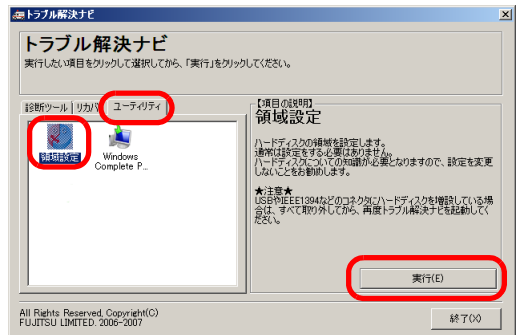 トラブル解決ナビ
トラブル解決ナビ
実行したい項目をクリックして選択してから、「実行」をクリックしてください。
診断ツール リカバリ ユーティリティ
領域設定
Windows
Complete P...
【項目の説明】
領域設定
ハードディスクの領域を設定します。
通常は設定をする必要はありません。
ハードディスクについての知識が必要となりますので、設定を変更
しないことをお勧めします。
★注意★
USBやIEEE1394などのコネクタにハードディスクを増設している場
合は、すべて取り外してから、再度トラブル解決ナビを起動してく
ださい。
実行(E)
All Rights Reserved, Copyright(C)
FUJITSU LIMITED. 2006-2007
終了(X)